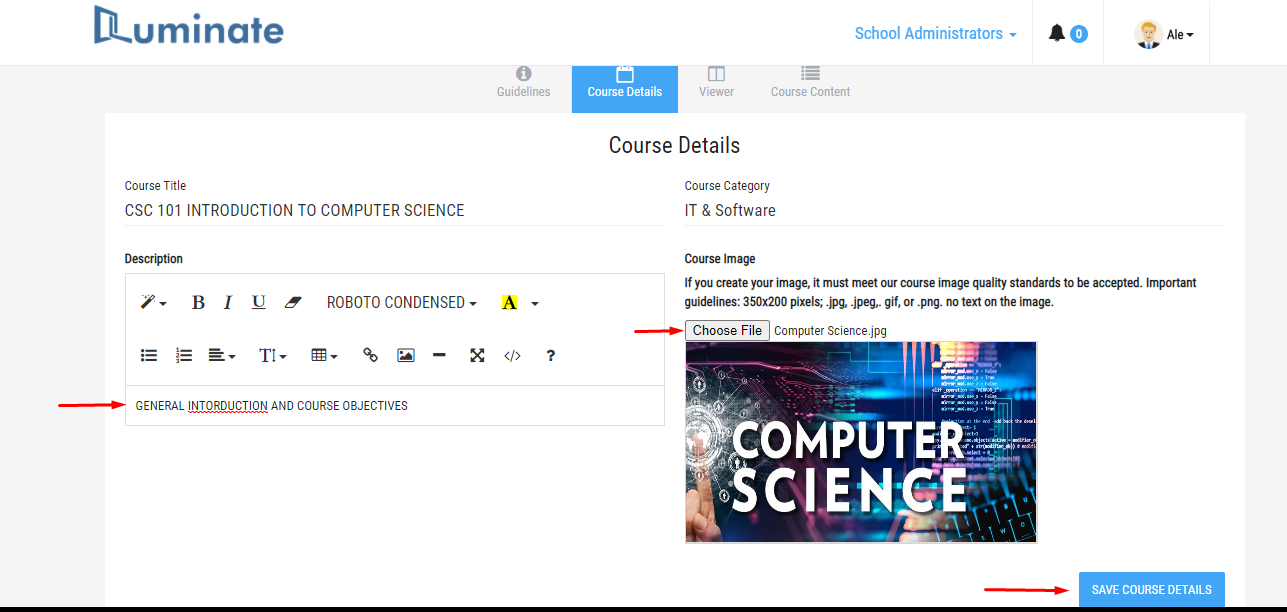 Luminate
School Administrators
0
Ale
Guidelines
Course Details
Viewer
Course Content
Course Details
Course Title
CSC 101 INTRODUCTION TO COMPUTER SCIENCE
Course Category
IT & Software
Description
B I U ROBOTO CONDENSED A
TI </> ?
GENERAL INTORDUCTION AND COURSE OBJECTIVES
Course Image
If you create your image, it must meet our course image quality standards to be accepted. Important
guidelines: 350x200 pixels; .jpg, .jpeg,. gif, or .png. no text on the image.
Choose File Computer Science.jpg
COMPUTER
SCIENCE
SAVE COURSE DETAILS